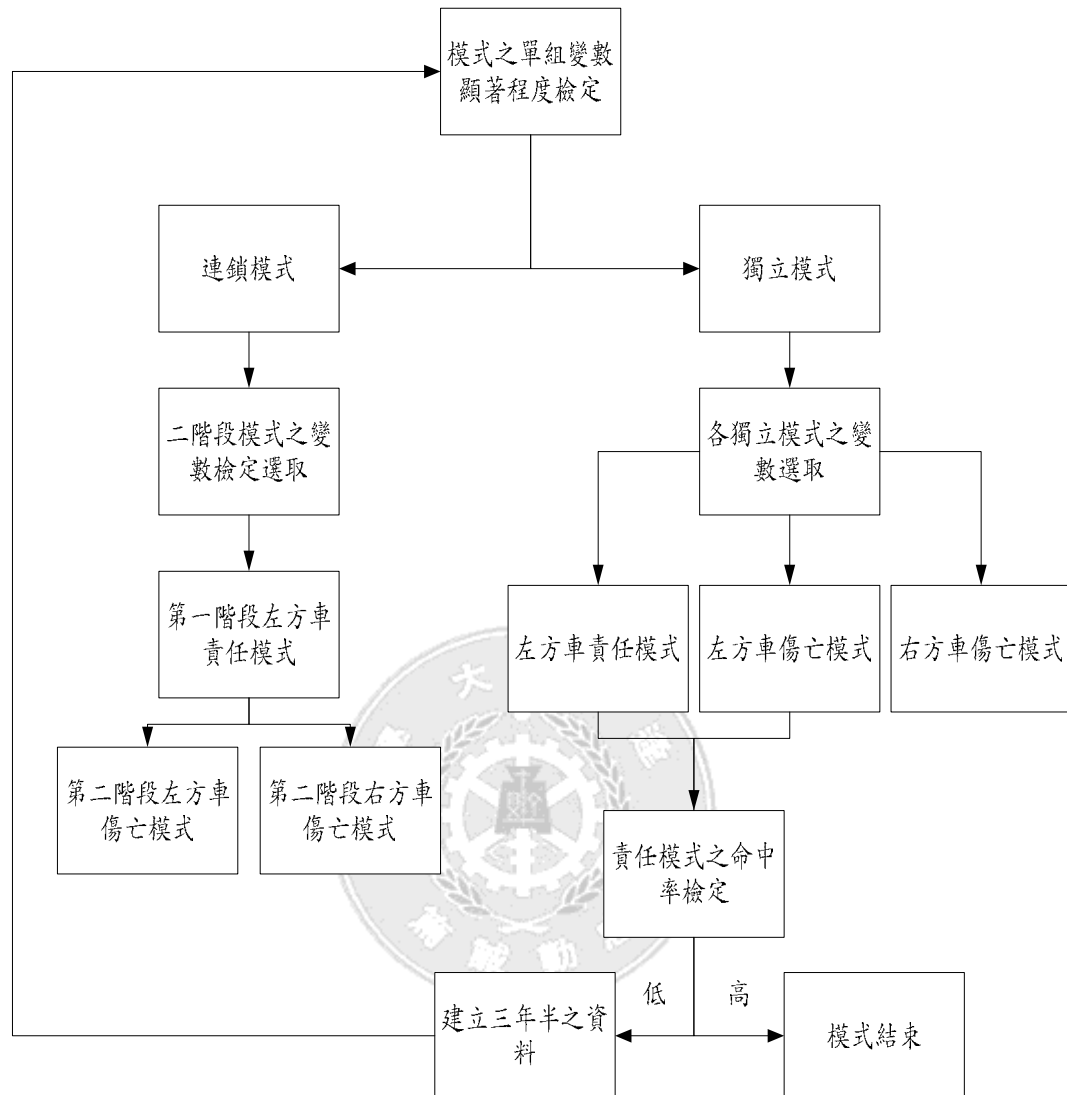 模式之單組變數
顯著程度檢定
連鎖模式
獨立模式
二階段模式之變
數檢定選取
各獨立模式之變
數選取
第一階段左方車
責任模式
左方車責任模式
左方車傷亡模式
右方車傷亡模式
第二階段左方車
傷亡模式
第二階段右方車
傷亡模式
責任模式之命中
率檢定
低
高
建立三年半之資
料
模式結束